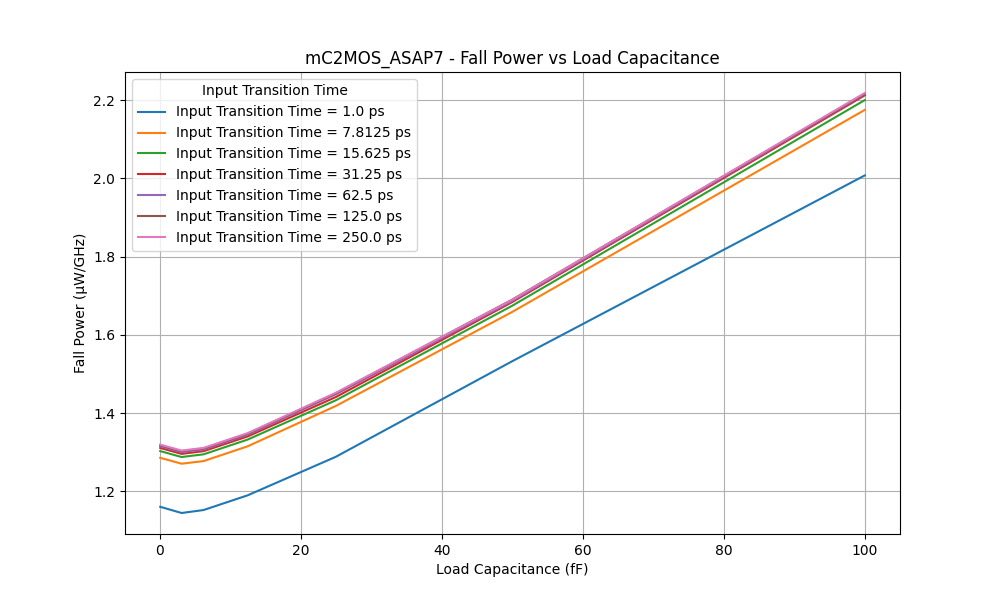 mC2MOS_ASAP7 - Fall Power vs Load Capacitance
Input Transition Time
Input Transition Time = 1.0 ps
Input Transition Time = 7.8125 ps
Input Transition Time = 15.625 ps
Input Transition Time = 31.25 ps
Input Transition Time = 62.5 ps
Input Transition Time = 125.0 ps
Input Transition Time = 250.0 ps
Fall Power (μW/GHz)
2.2
2.0
1.8
1.6
1.4
1.2
0 20 40 60 80 100
Load Capacitance (fF)